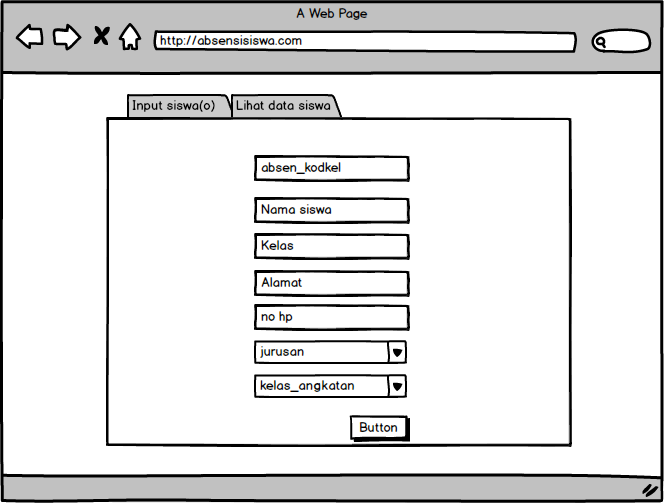 A Web Page
http://absensisiswa.com
Input siswa(o)
Lihat data siswa
absen_kodkel
Nama siswa
Kelas
Alamat
no hp
jurusan
kelas_angkatan
Button